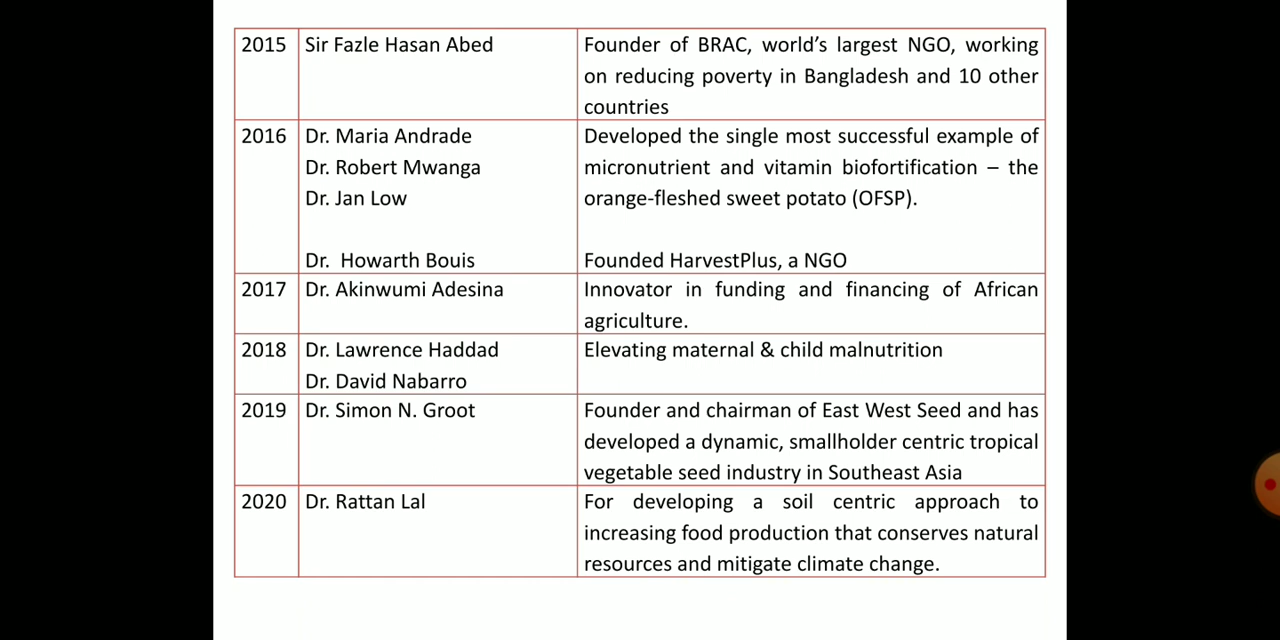 2015 Sir Fazle Hasan Abed Founder of BRAC, world's largest NGO, working
on reducing poverty in Bangladesh and 10 other
countries
2016 Dr. Maria Andrade Developed the single most successful example of
Dr. Robert Mwanga micronutrient and vitamin biofortification – the
Dr. Jan Low orange-fleshed sweet potato (OFSP).
Dr. Howarth Bouis Founded HarvestPlus, a NGO
2017 Dr. Akinwumi Adesina Innovator in funding and financing of African
agriculture.
2018 Dr. Lawrence Haddad Elevating maternal & child malnutrition
Dr. David Nabarro
2019 Dr. Simon N. Groot Founder and chairman of East West Seed and has
developed a dynamic, smallholder centric tropical
vegetable seed industry in Southeast Asia
2020 Dr. Rattan Lal For developing a soil centric approach to
increasing food production that conserves natural
resources and mitigate climate change.